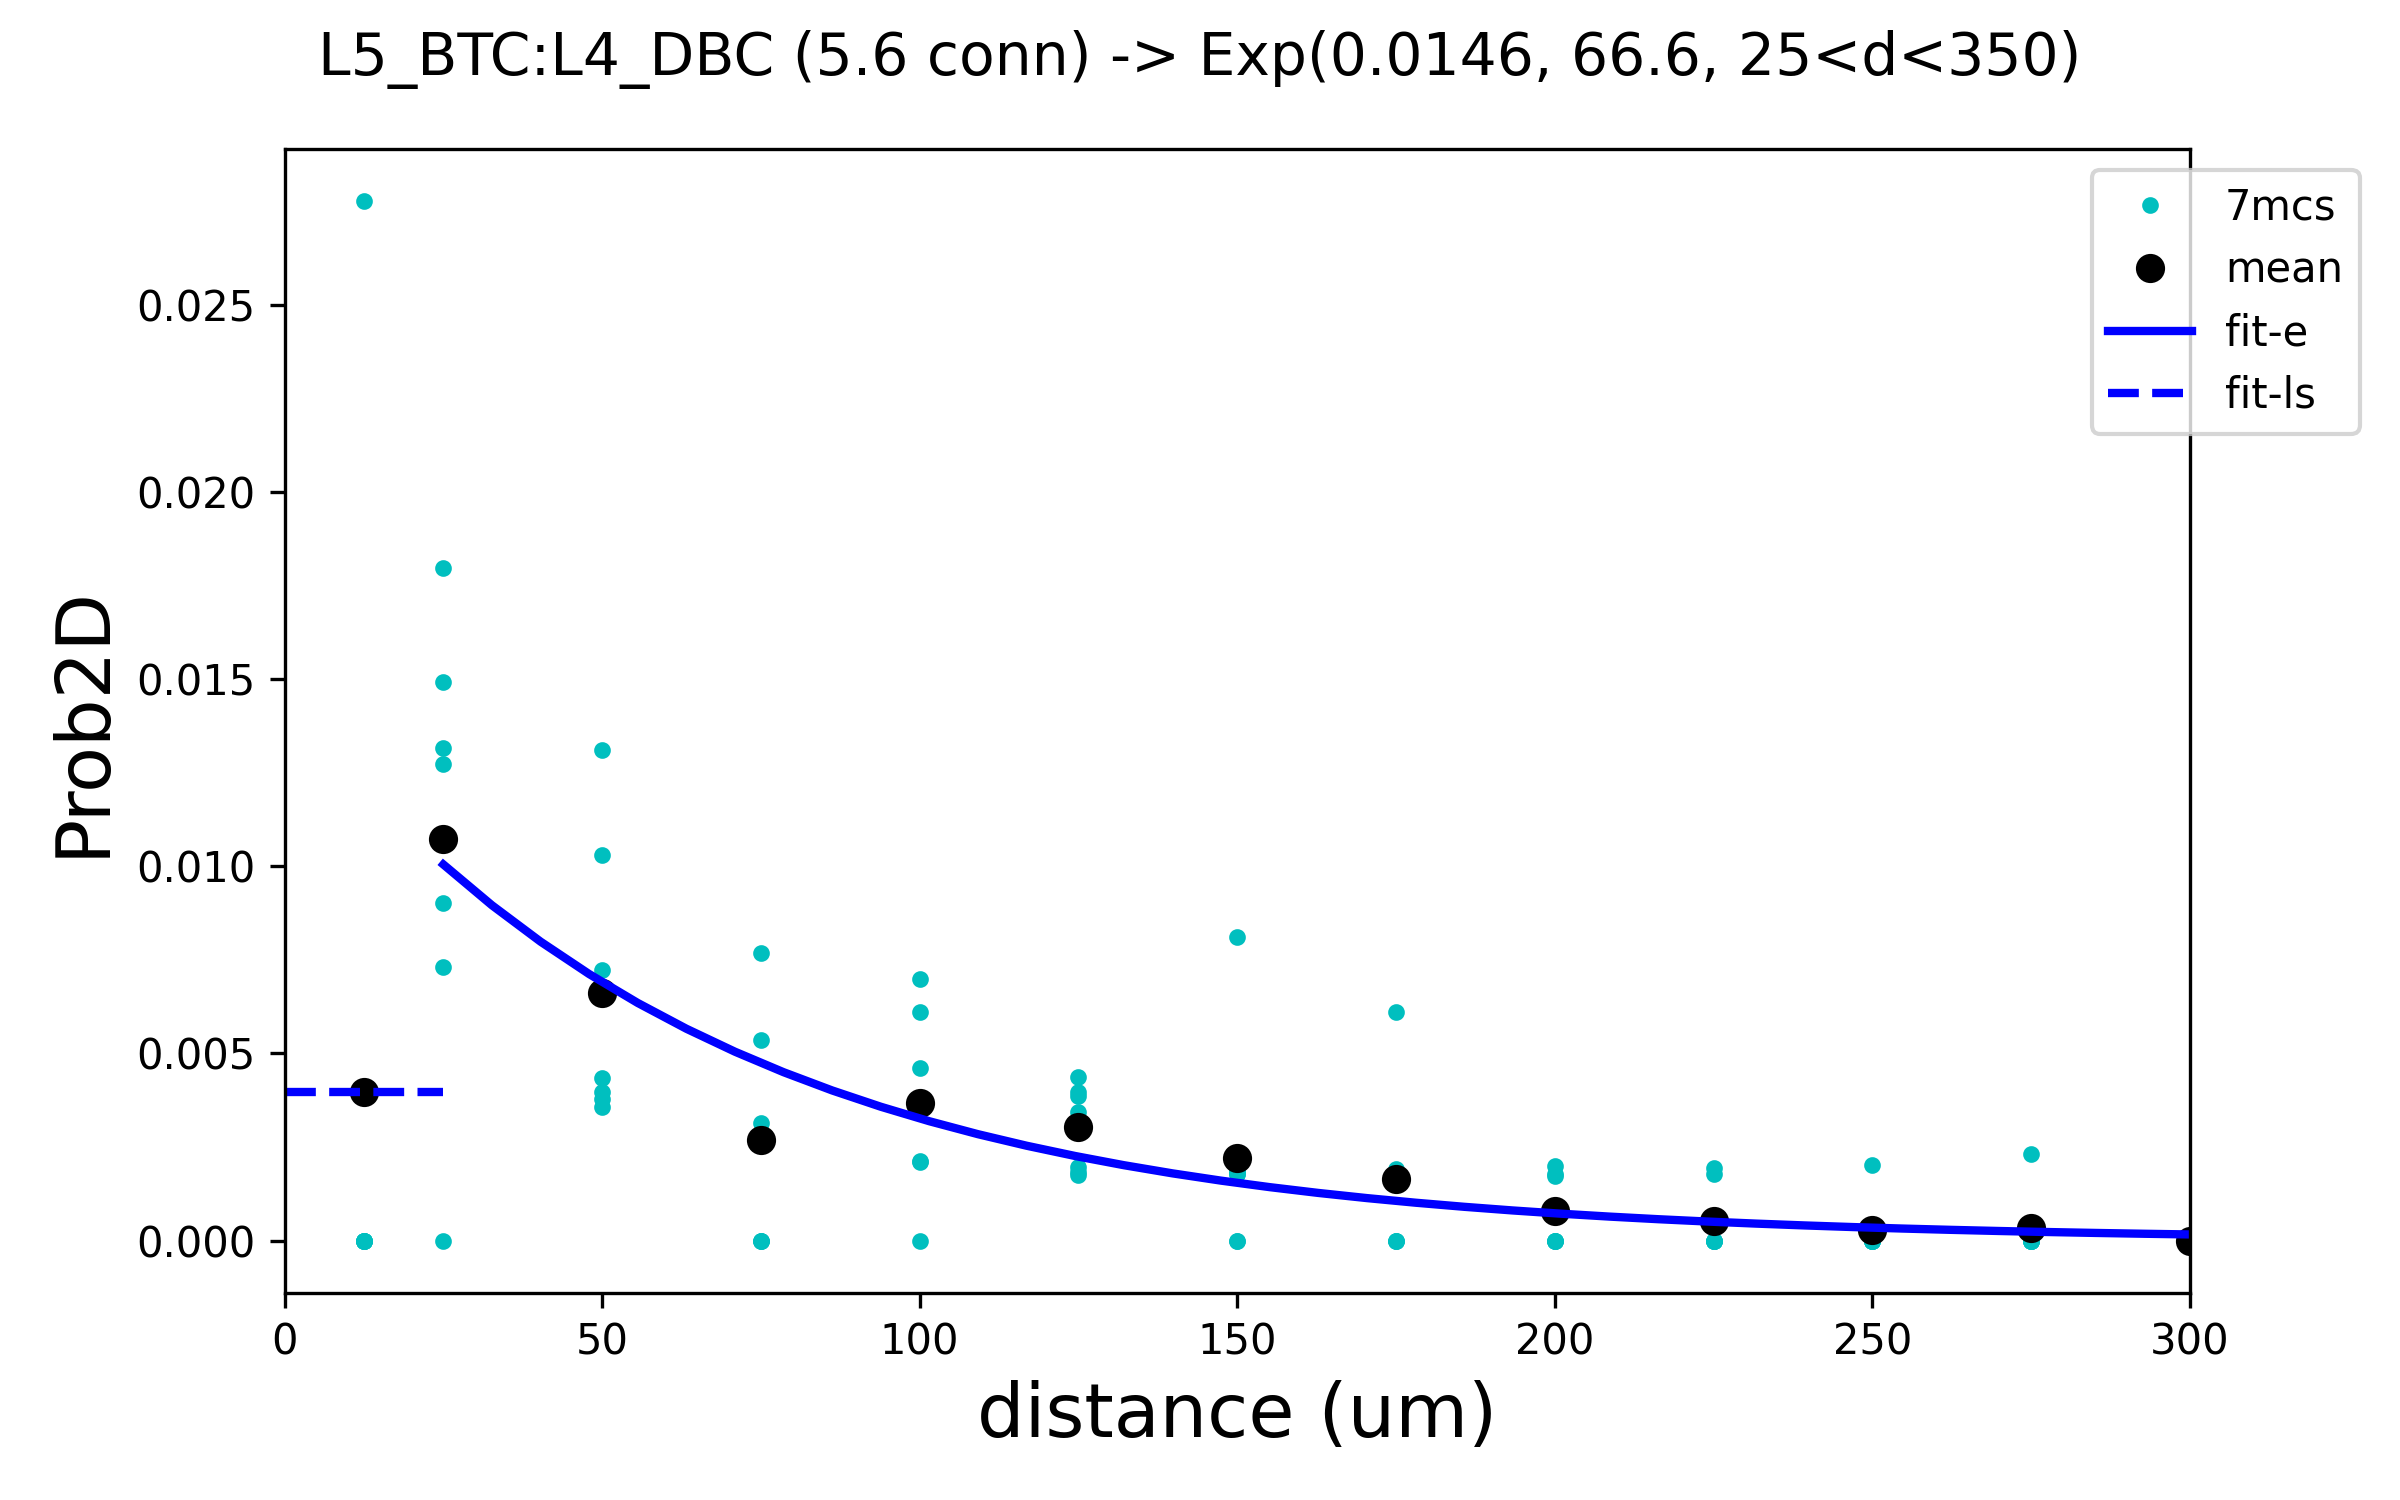 L5_BTC:L4_DBC (5.6 conn) -> Exp(0.0146, 66.6, 25<d<350)
7mcs
mean
fit-e
fit-ls
Prob2D
0.025
0.020
0.015
0.010
0.005
0.000
0 50 100 150 200 250 300
distance (um)